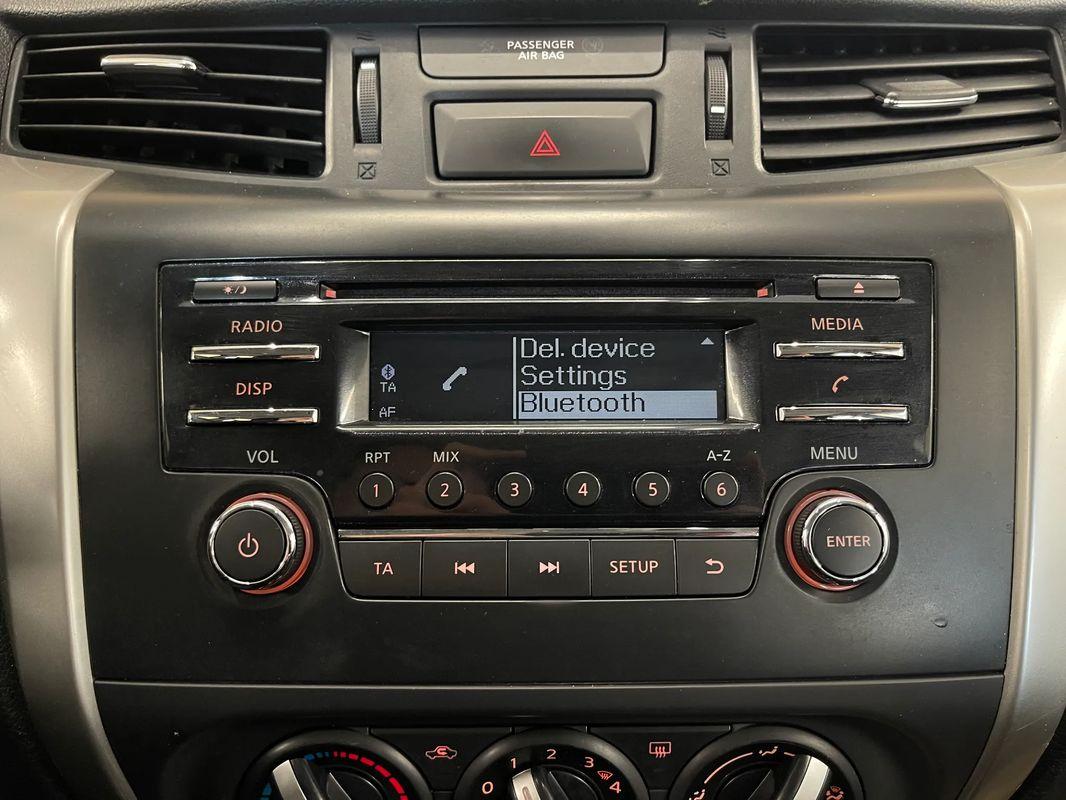 PASSENGER
AIR BAG
RADIO
MEDIA
DISP
TA
AF
Del. device
Settings
Bluetooth
VOL
RPT
MIX
A-Z
MENU
1
2
3
4
5
6
ENTER
TA
SETUP
0
1
2
3
4